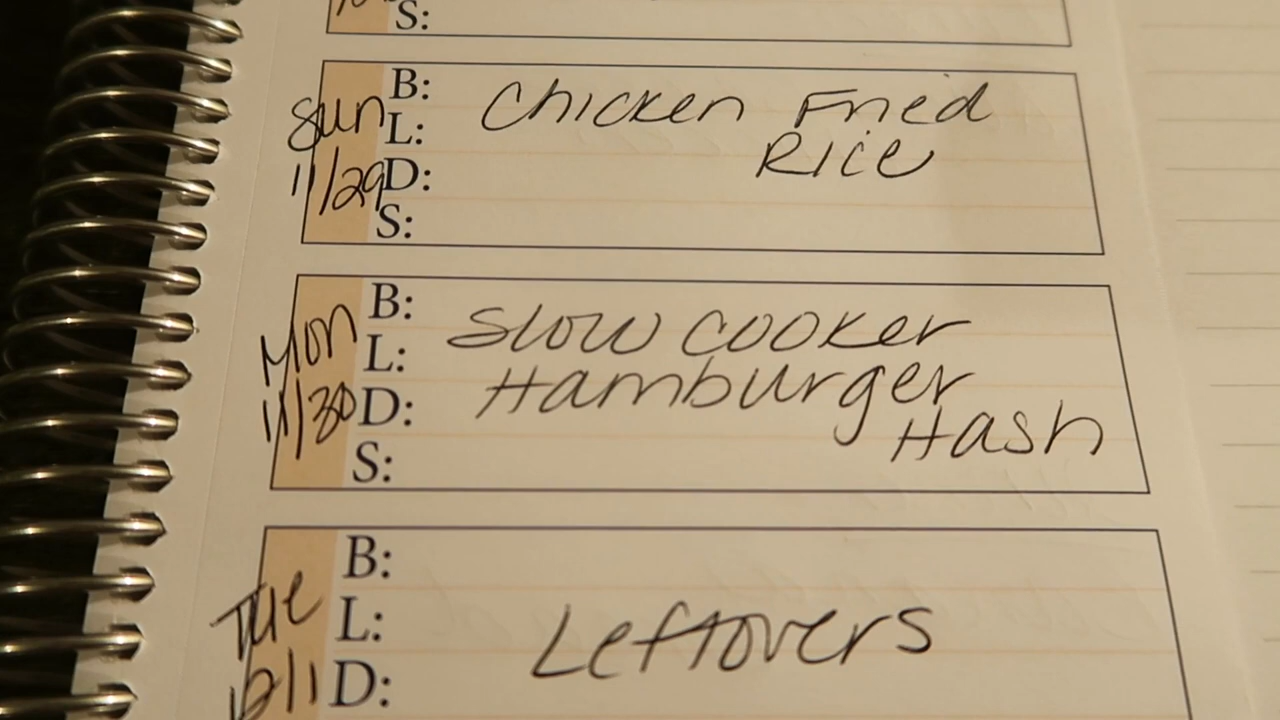 S:
B: Chicken Fried
Sun L: Rice
11/29 D:
S:
B: Slow Cooker
Mon L: Hamburger
11/30 D: Hash
S:
B:
Tue L: Leftovers
12/1 D: